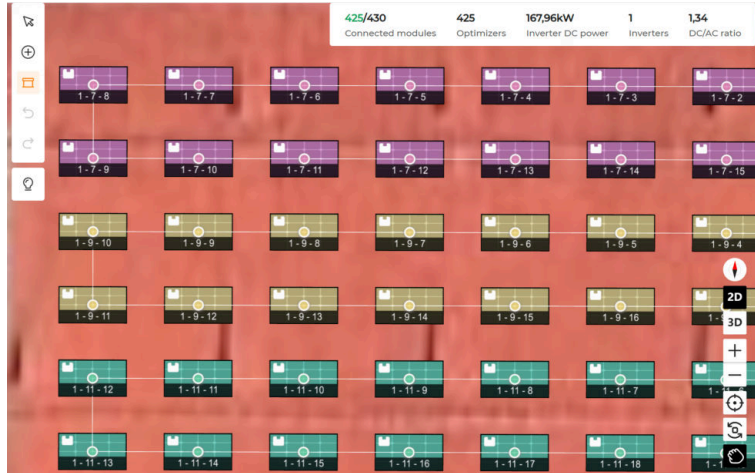 425/430 425 167,96kW 1 1,34
Connected modules Optimizers Inverter DC power Inverters DC/AC ratio
1 - 7 - 8 1 - 7 - 7 1 - 7 - 6 1 - 7 - 5 1 - 7 - 4 1 - 7 - 3 1 - 7 - 2
1 - 7 - 9 1 - 7 - 10 1 - 7 - 11 1 - 7 - 12 1 - 7 - 13 1 - 7 - 14 1 - 7 - 15
1 - 9 - 10 1 - 9 - 9 1 - 9 - 8 1 - 9 - 7 1 - 9 - 6 1 - 9 - 5 1 - 9 - 4
2D
1 - 9 - 11 1 - 9 - 12 1 - 9 - 13 1 - 9 - 14 1 - 9 - 15 1 - 9 - 16
3D
1 - 11 - 12 1 - 11 - 11 1 - 11 - 10 1 - 11 - 9 1 - 11 - 8 1 - 11 - 7
1 - 11 - 13 1 - 11 - 14 1 - 11 - 15 1 - 11 - 16 1 - 11 - 17 1 - 11 - 18